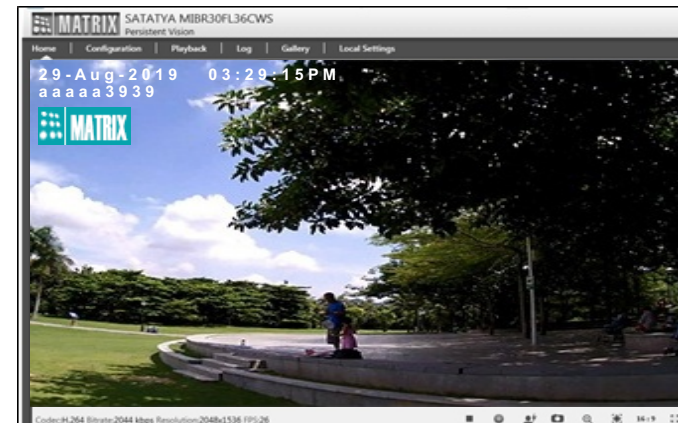 MATRIX SATATYA MIBR30FL36CWS
Persistent Vision
Home | Configuration | Playback | Log | Gallery | Local Settings
29-Aug-2019 03:29:15PM
aaaaa3939
MATRIX
Codec:H.264 Bitrate:2044 kbps Resolution:2048x1536 FPS:26
16:9